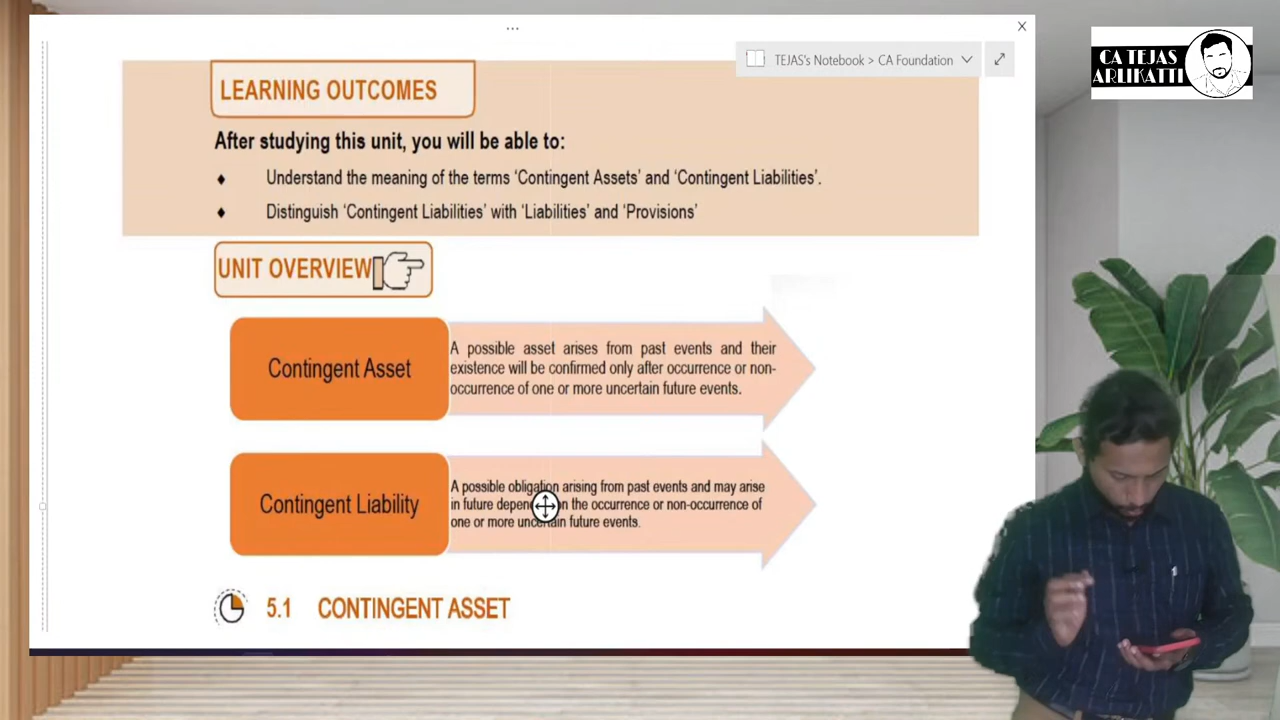 ...
X
TEJAS's Notebook > CA Foundation
CA TEJAS
ARLIKATTI
LEARNING OUTCOMES
After studying this unit, you will be able to:
♦ Understand the meaning of the terms ‘Contingent Assets’ and ‘Contingent Liabilities’.
♦ Distinguish ‘Contingent Liabilities’ with ‘Liabilities’ and ‘Provisions’
UNIT OVERVIEW
Contingent Asset
A possible asset arises from past events and their
existence will be confirmed only after occurrence or non-
occurrence of one or more uncertain future events.
Contingent Liability
A possible obligation arising from past events and may arise
in future on the occurrence or non-occurrence of
one or more uncertain future events.
5.1 CONTINGENT ASSET